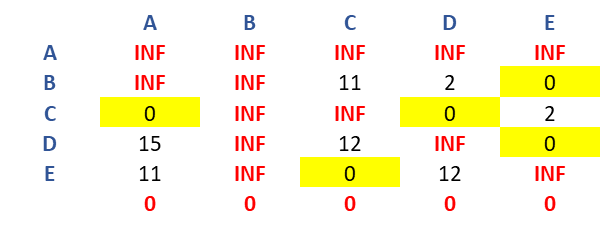 A B C D E
A INF INF INF INF INF
B INF INF 11 2 0
C 0 INF INF 0 2
D 15 INF 12 INF 0
E 11 INF 0 12 INF
0 0 0 0 0